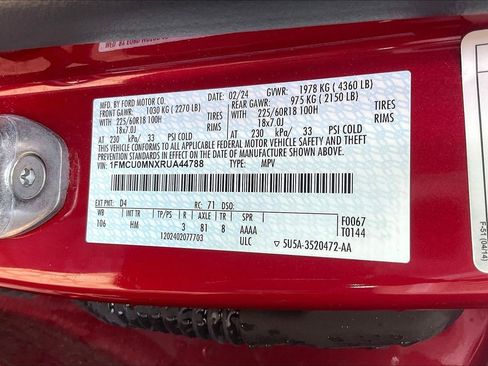 MFD. BY FORD MOTOR CO.
DATE: 02/24 GVWR: 1978 KG ( 4360 LB)
FRONT GAWR: 1030 KG ( 2270 LB) REAR GAWR: 975 KG ( 2150 LB)
225/60R18 100H TIRES 225/60R18 100H TIRES
18x7.0J RIMS 18x7.0J RIMS
AT 230 kPa/ 33 PSI COLD AT 230 kPa/ 33 PSI COLD
THIS VEHICLE CONFORMS TO ALL APPLICABLE FEDERAL MOTOR VEHICLE SAFETY AND THEFT PREVENTION STANDARDS IN
EFFECT ON THE DATE OF MANUFACTURE SHOWN ABOVE.
VIN: 1FMCU0MNXRUA44788 TYPE: MPV
EXT PNT: D4 RC: 71 DSO:
WB INT TR TP/PS R AXLE TR SPR
106 HM 3 81 8 AAAA
F0067
T0144
1202402077703 ULC 5U5A-3520472-AA
F-51 (04/14)